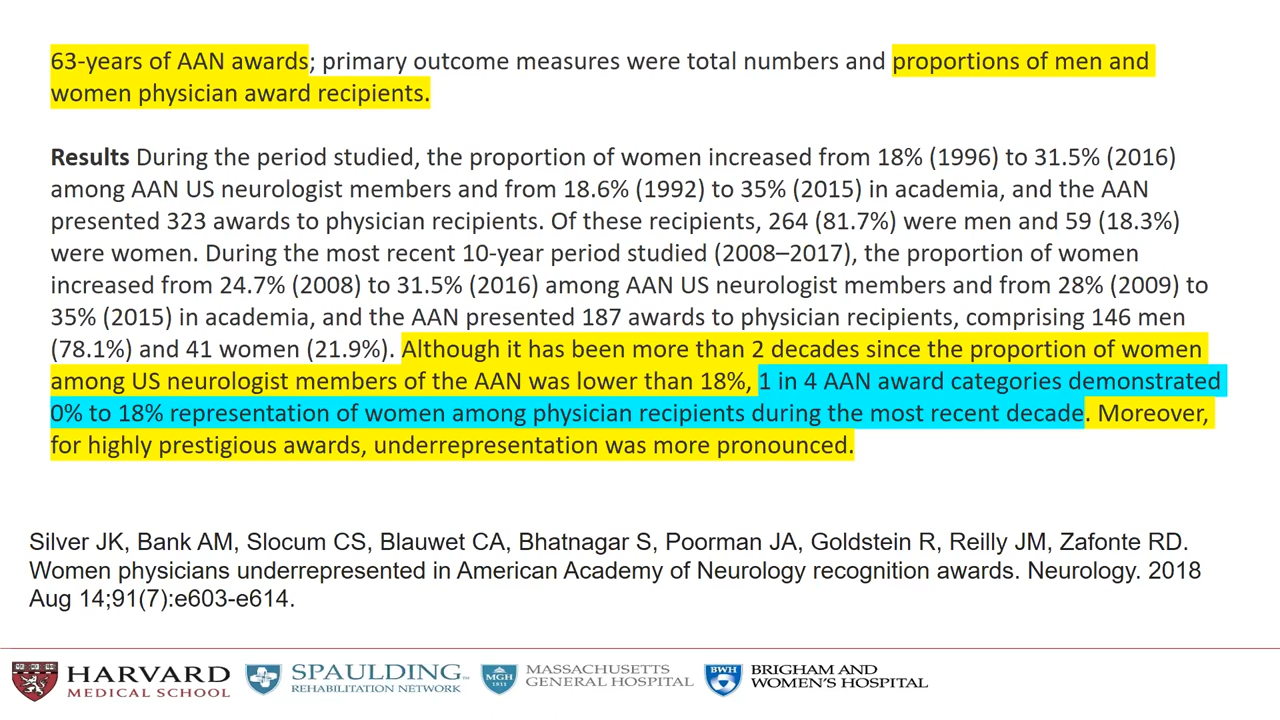 63-years of AAN awards; primary outcome measures were total numbers and proportions of men and
women physician award recipients.
Results During the period studied, the proportion of women increased from 18% (1996) to 31.5% (2016)
among AAN US neurologist members and from 18.6% (1992) to 35% (2015) in academia, and the AAN
presented 323 awards to physician recipients. Of these recipients, 264 (81.7%) were men and 59 (18.3%)
were women. During the most recent 10-year period studied (2008–2017), the proportion of women
increased from 24.7% (2008) to 31.5% (2016) among AAN US neurologist members and from 28% (2009) to
35% (2015) in academia, and the AAN presented 187 awards to physician recipients, comprising 146 men
(78.1%) and 41 women (21.9%). Although it has been more than 2 decades since the proportion of women
among US neurologist members of the AAN was lower than 18%, 1 in 4 AAN award categories demonstrated
0% to 18% representation of women among physician recipients during the most recent decade. Moreover,
for highly prestigious awards, underrepresentation was more pronounced.
Silver JK, Bank AM, Slocum CS, Blauwet CA, Bhatnagar S, Poorman JA, Goldstein R, Reilly JM, Zafonte RD.
Women physicians underrepresented in American Academy of Neurology recognition awards. Neurology. 2018
Aug 14;91(7):e603-e614.
HARVARD
MEDICAL SCHOOL
SPAULDING
REHABILITATION NETWORK
MGH
1811
MASSACHUSETTS
GENERAL HOSPITAL
BWH
BRIGHAM AND
WOMEN'S HOSPITAL